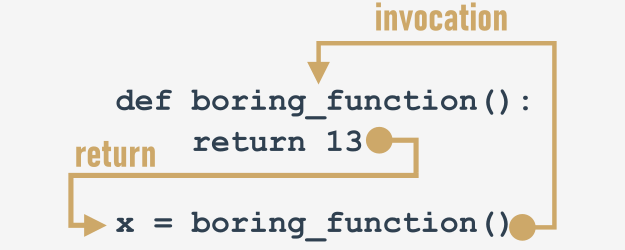 invocation
def boring_function():
    return 13
return
x = boring_function()